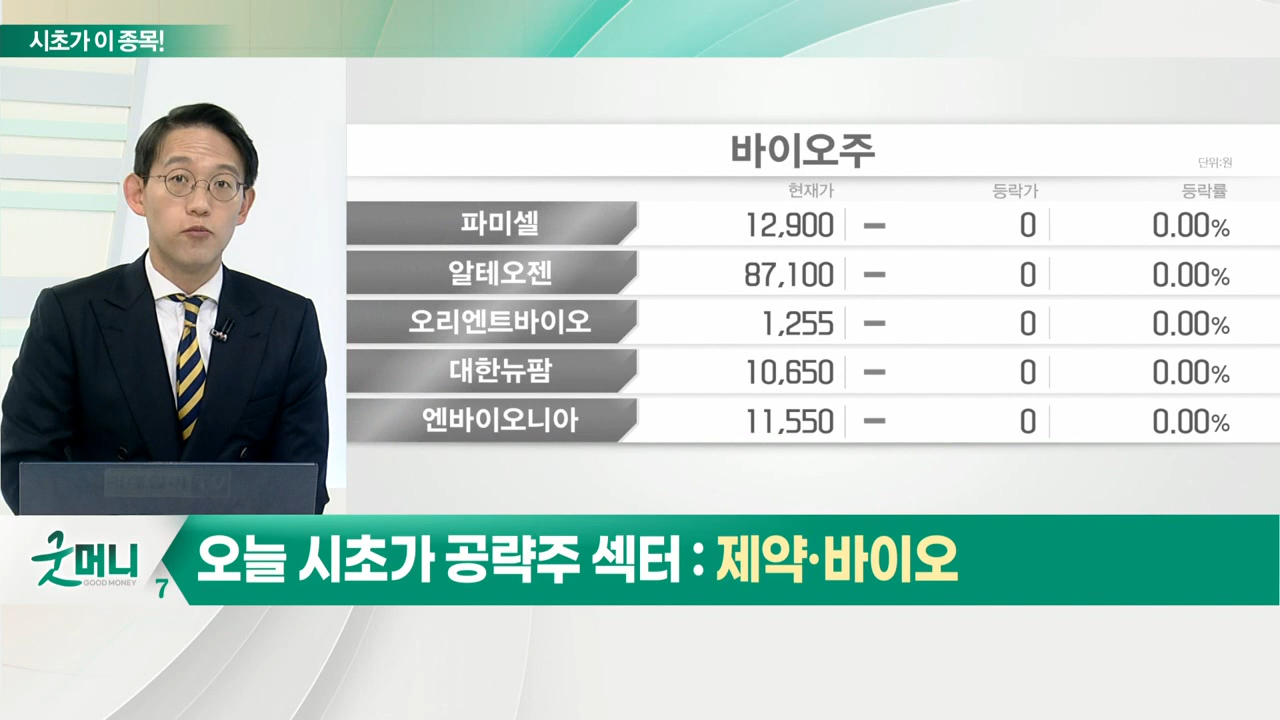 시초가 이 종목!
바이오주
단위:원
현재가 등락가 등락률
파미셀 12,900 – 0 0.00%
알테오젠 87,100 – 0 0.00%
오리엔트바이오 1,255 – 0 0.00%
대한뉴팜 10,650 – 0 0.00%
엔바이오니아 11,550 – 0 0.00%
굿머니
GOOD MONEY
7
오늘 시초가 공략주 섹터 : 제약·바이오